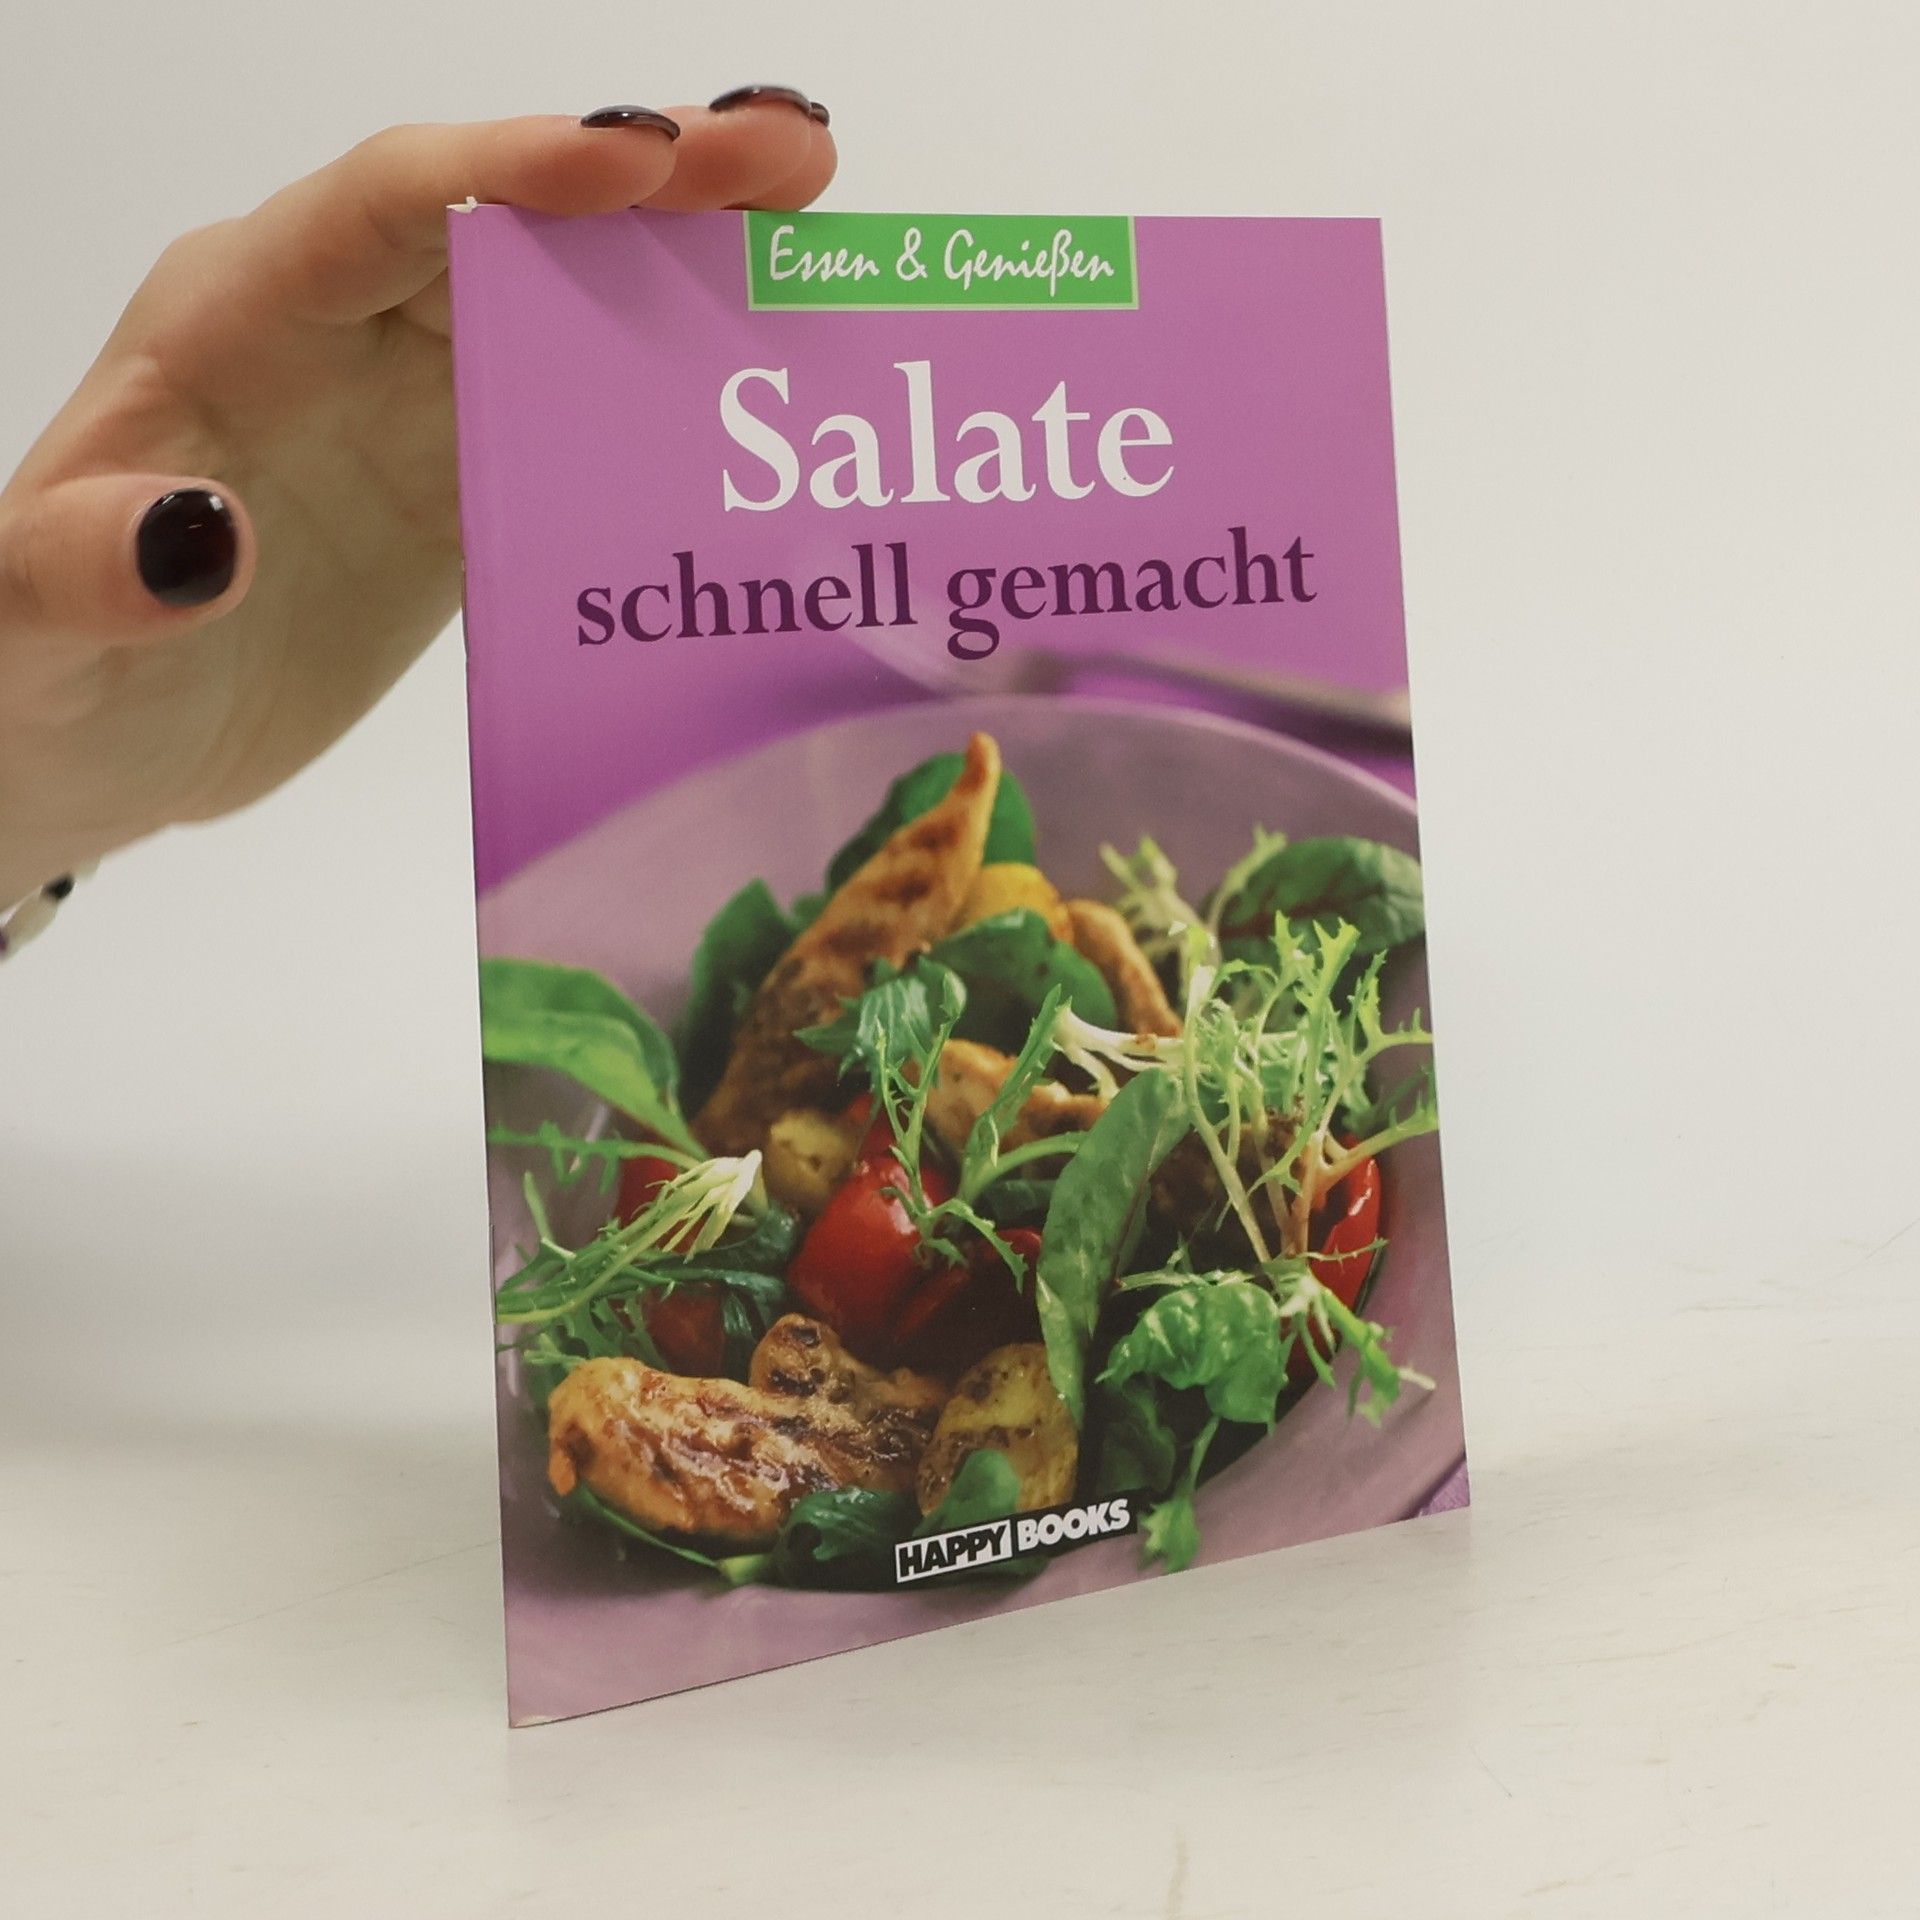 Essen & Genießen
Salate
schnell gemacht
HAPPY BOOKS